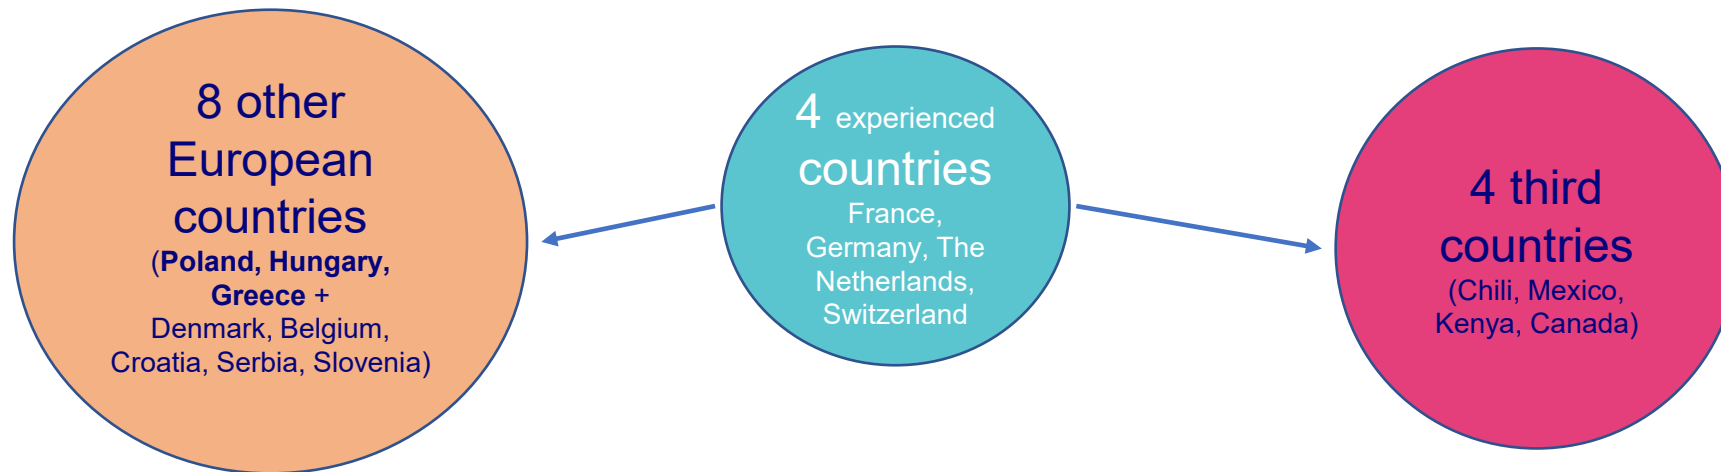 8 other
European
countries
(Poland, Hungary,
Greece +
Denmark, Belgium,
Croatia, Serbia, Slovenia)
4 experienced
countries
France,
Germany, The
Netherlands,
Switzerland
4 third
countries
(Chili, Mexico,
Kenya, Canada)